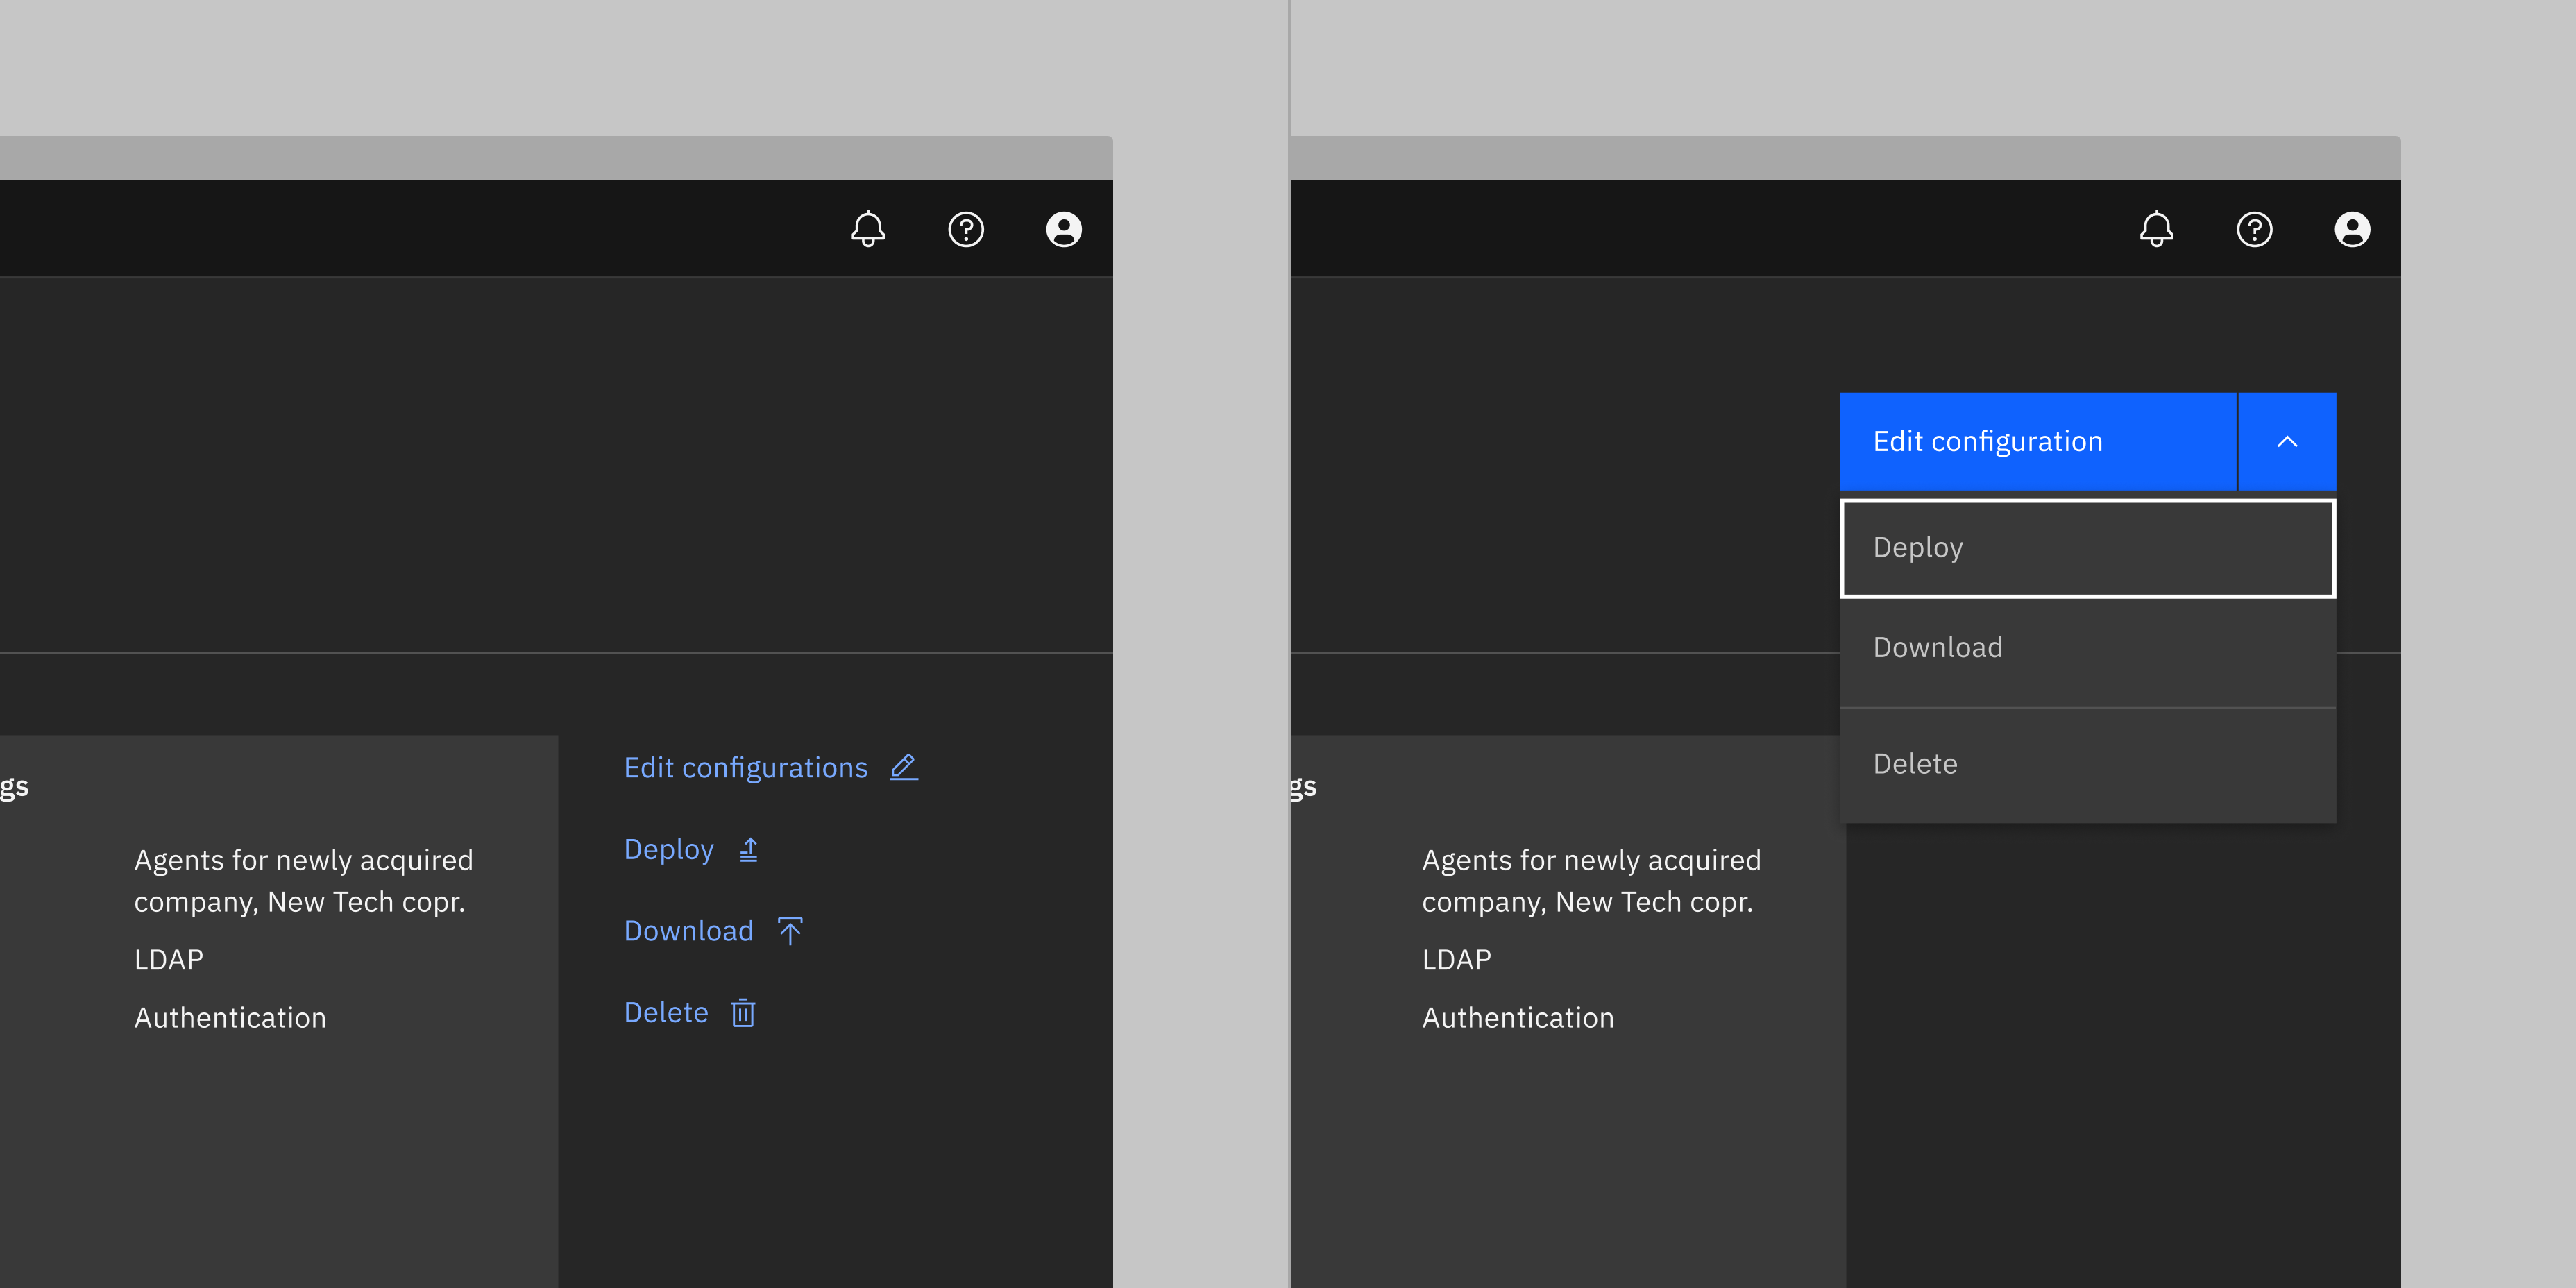 gs
Agents for newly acquired
company, New Tech copr.
LDAP
Authentication
Edit configurations
Deploy
Download
Delete
Edit configuration
Deploy
Download
Delete
gs
Agents for newly acquired
company, New Tech copr.
LDAP
Authentication